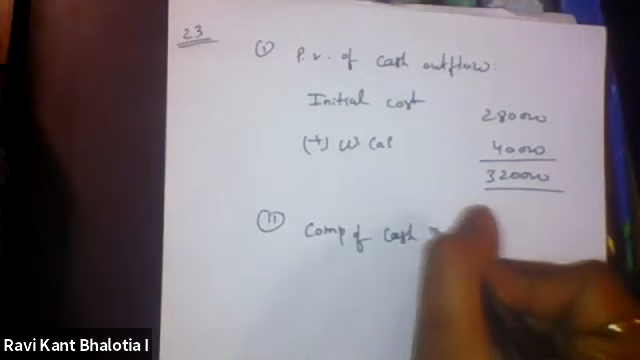 23
(i) P.v. of cash outflow:
Initial cost 280000
(+) W Cap 40000
320000
(ii) Comp of cash
Ravi Kant Bhalotia I